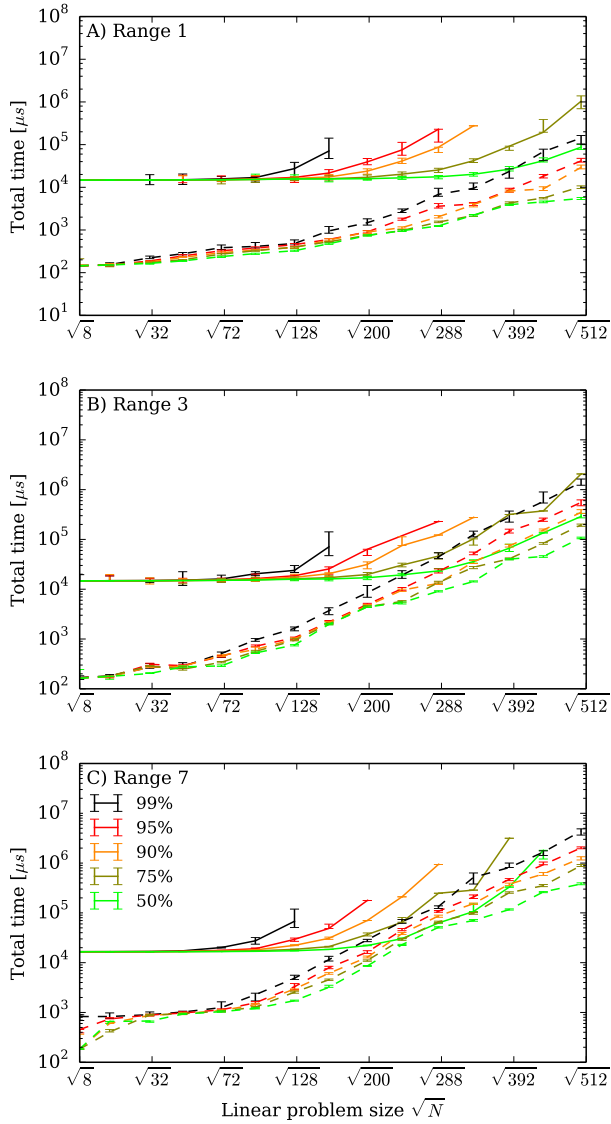 A) Range 1
Total time [μs]
10^8
10^7
10^6
10^5
10^4
10^3
10^2
10^1
√8 √32 √72 √128 √200 √288 √392 √512
B) Range 3
Total time [μs]
10^8
10^7
10^6
10^5
10^4
10^3
10^2
√8 √32 √72 √128 √200 √288 √392 √512
C) Range 7
99%
95%
90%
75%
50%
Total time [μs]
10^8
10^7
10^6
10^5
10^4
10^3
10^2
√8 √32 √72 √128 √200 √288 √392 √512
Linear problem size √N